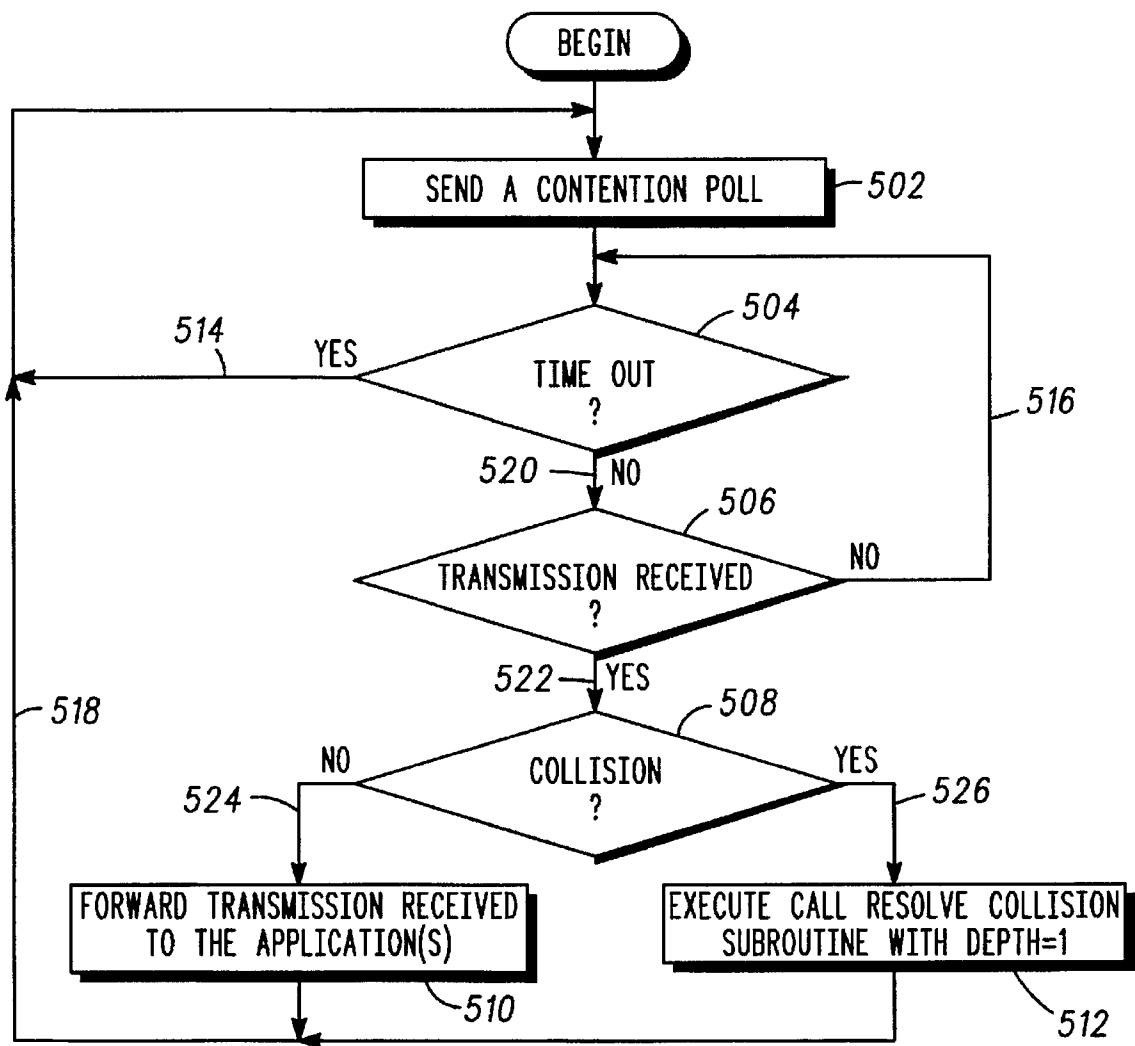 BEGIN
SEND A CONTENTION POLL
502
504
514
YES
TIME OUT
?
516
520
NO
506
TRANSMISSION RECEIVED
?
NO
522
YES
508
518
NO
COLLISION
?
YES
524
526
FORWARD TRANSMISSION RECEIVED
TO THE APPLICATION(S)
EXECUTE CALL RESOLVE COLLISION
SUBROUTINE WITH DEPTH=1
510
512